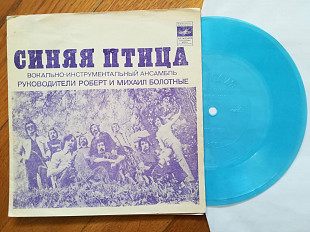 СИНЯЯ ПТИЦА
ВОКАЛЬНО-ИНСТРУМЕНТАЛЬНЫЙ АНСАМБЛЬ
РУКОВОДИТЕЛИ РОБЕРТ И МИХАИЛ БОЛОТНЫЕ